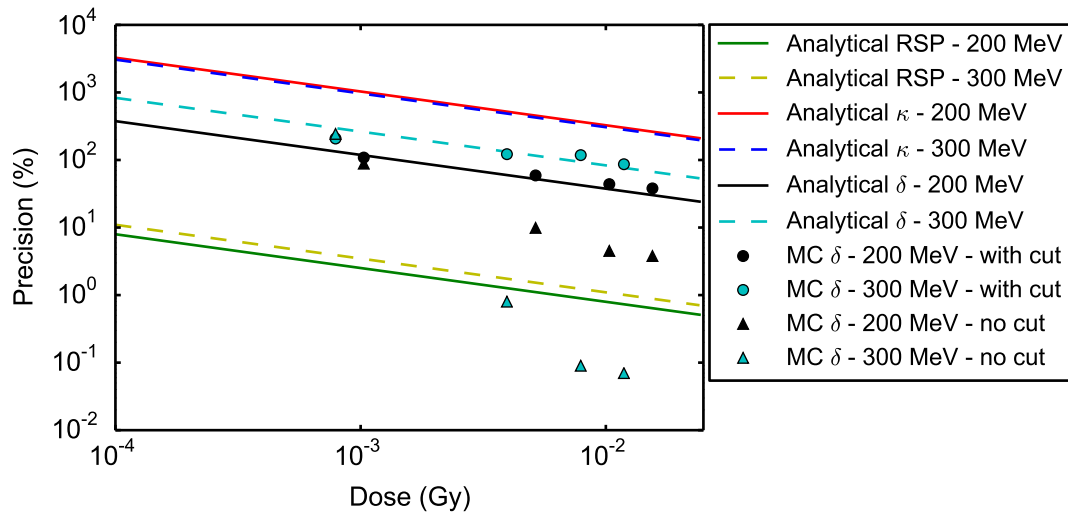 10^4
10^3
10^2
10^1
10^0
10^-1
10^-2
Precision (%)
10^-4
10^-3
10^-2
Dose (Gy)
Analytical RSP - 200 MeV
Analytical RSP - 300 MeV
Analytical κ - 200 MeV
Analytical κ - 300 MeV
Analytical δ - 200 MeV
Analytical δ - 300 MeV
MC δ - 200 MeV - with cut
MC δ - 300 MeV - with cut
MC δ - 200 MeV - no cut
MC δ - 300 MeV - no cut